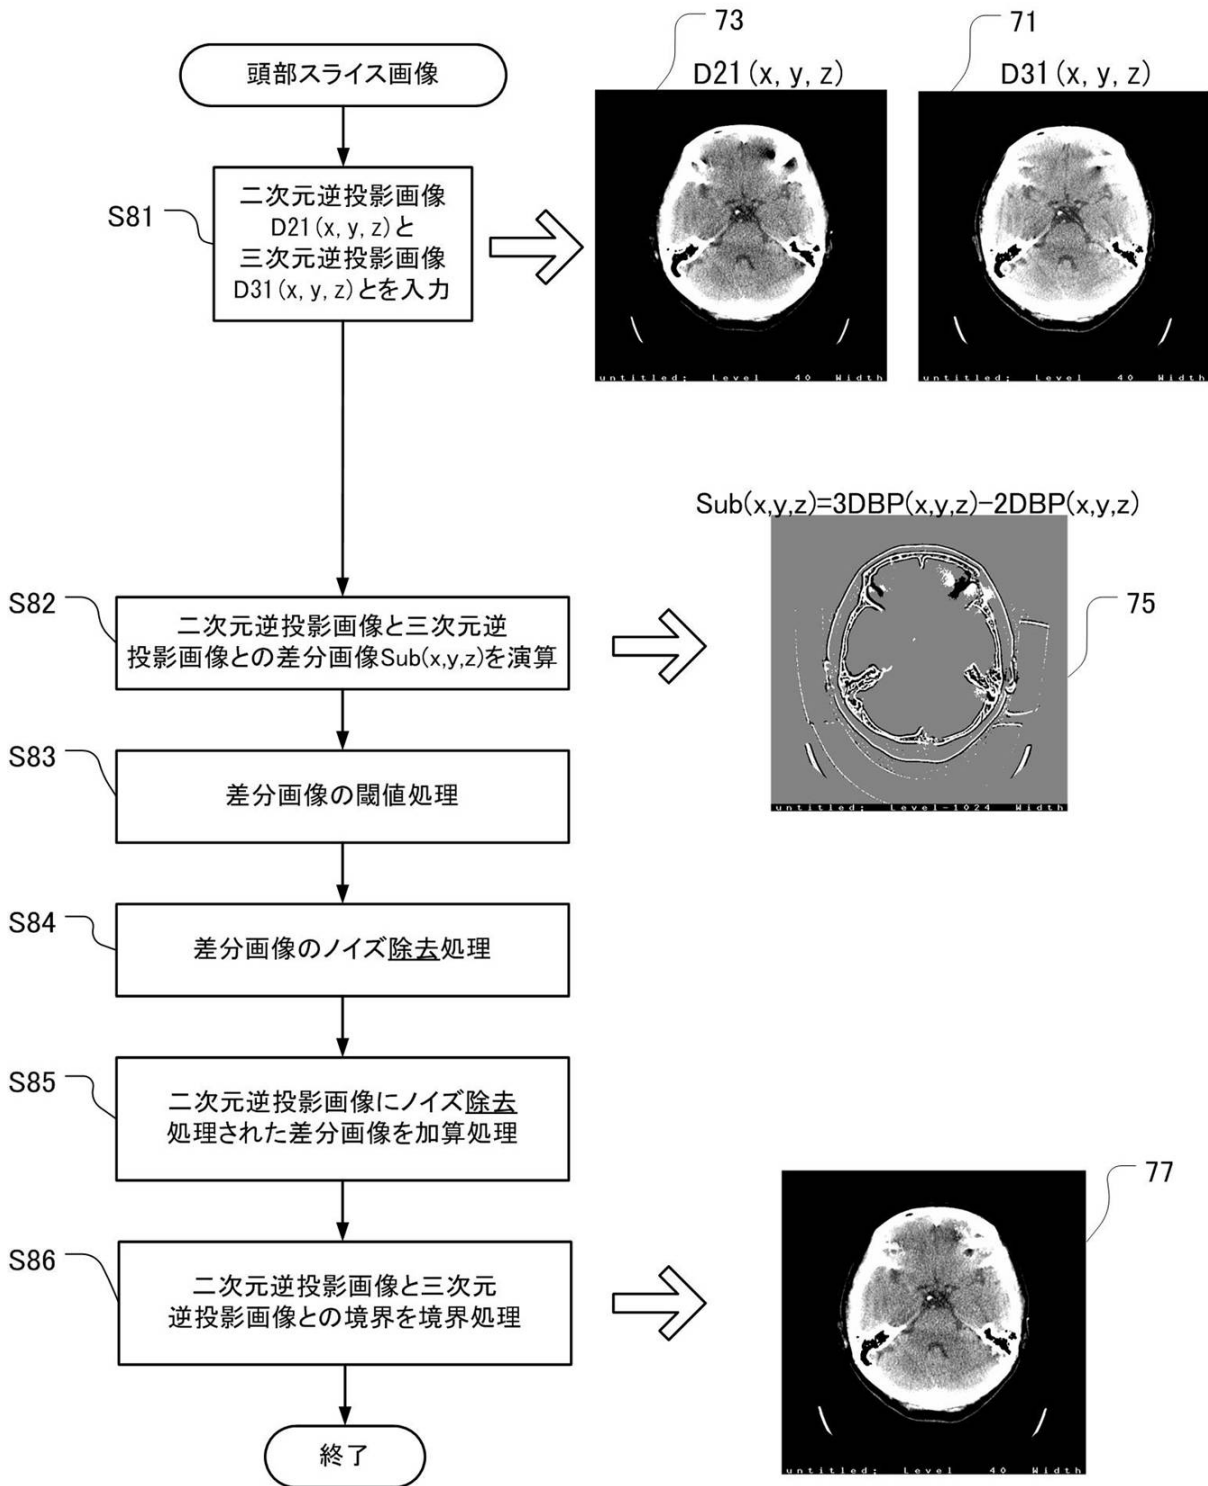 頭部スライス画像
73
71
D21(x, y, z)
D31(x, y, z)
S81
二次元逆投影画像
D21(x, y, z)と
三次元逆投影画像
D31(x, y, z)とを入力
untitled; Level 40 Width
untitled; Level 40 Width
Sub(x,y,z)=3DBP(x,y,z)-2DBP(x,y,z)
75
S82
二次元逆投影画像と三次元逆
投影画像との差分画像Sub(x,y,z)を演算
S83
差分画像の閾値処理
untitled; Level-1024 Width
S84
差分画像のノイズ除去処理
S85
二次元逆投影画像にノイズ除去
処理された差分画像を加算処理
77
S86
二次元逆投影画像と三次元
逆投影画像との境界を境界処理
終了
untitled; Level 40 Width